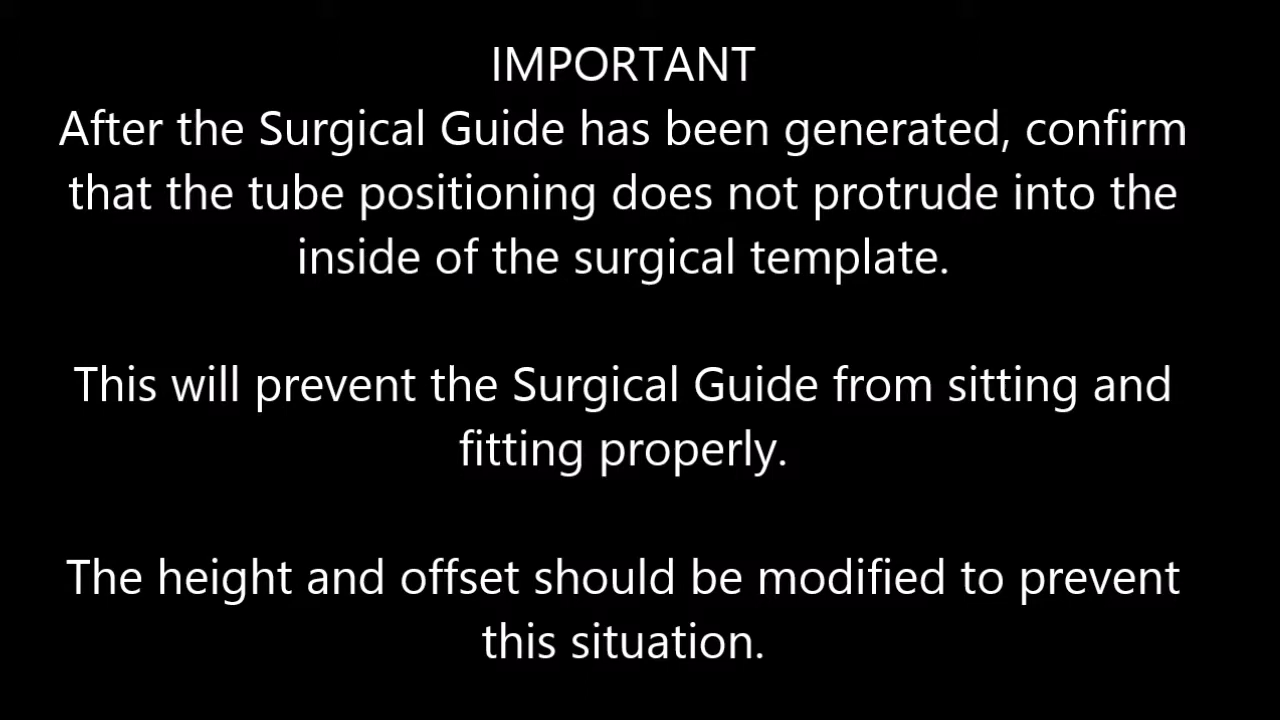 IMPORTANT
After the Surgical Guide has been generated, confirm
that the tube positioning does not protrude into the
inside of the surgical template.
This will prevent the Surgical Guide from sitting and
fitting properly.
The height and offset should be modified to prevent
this situation.